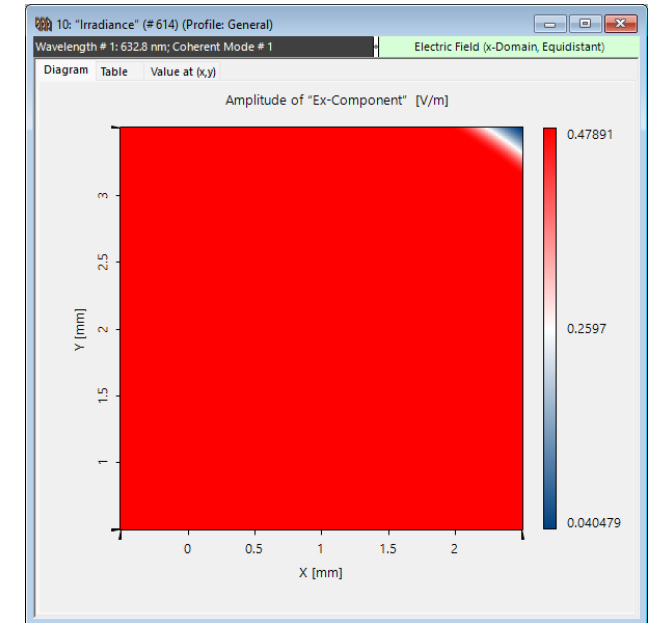 10: "Irradiance" (#614) (Profile: General)
Wavelength # 1: 632.8 nm; Coherent Mode # 1
Electric Field (x-Domain, Equidistant)
Diagram Table Value at (x,y)
Amplitude of "Ex-Component" [V/m]
0.47891
0.2597
0.040479
3
2.5
2
1.5
1
Y [mm]
0 0.5 1 1.5 2
X [mm]